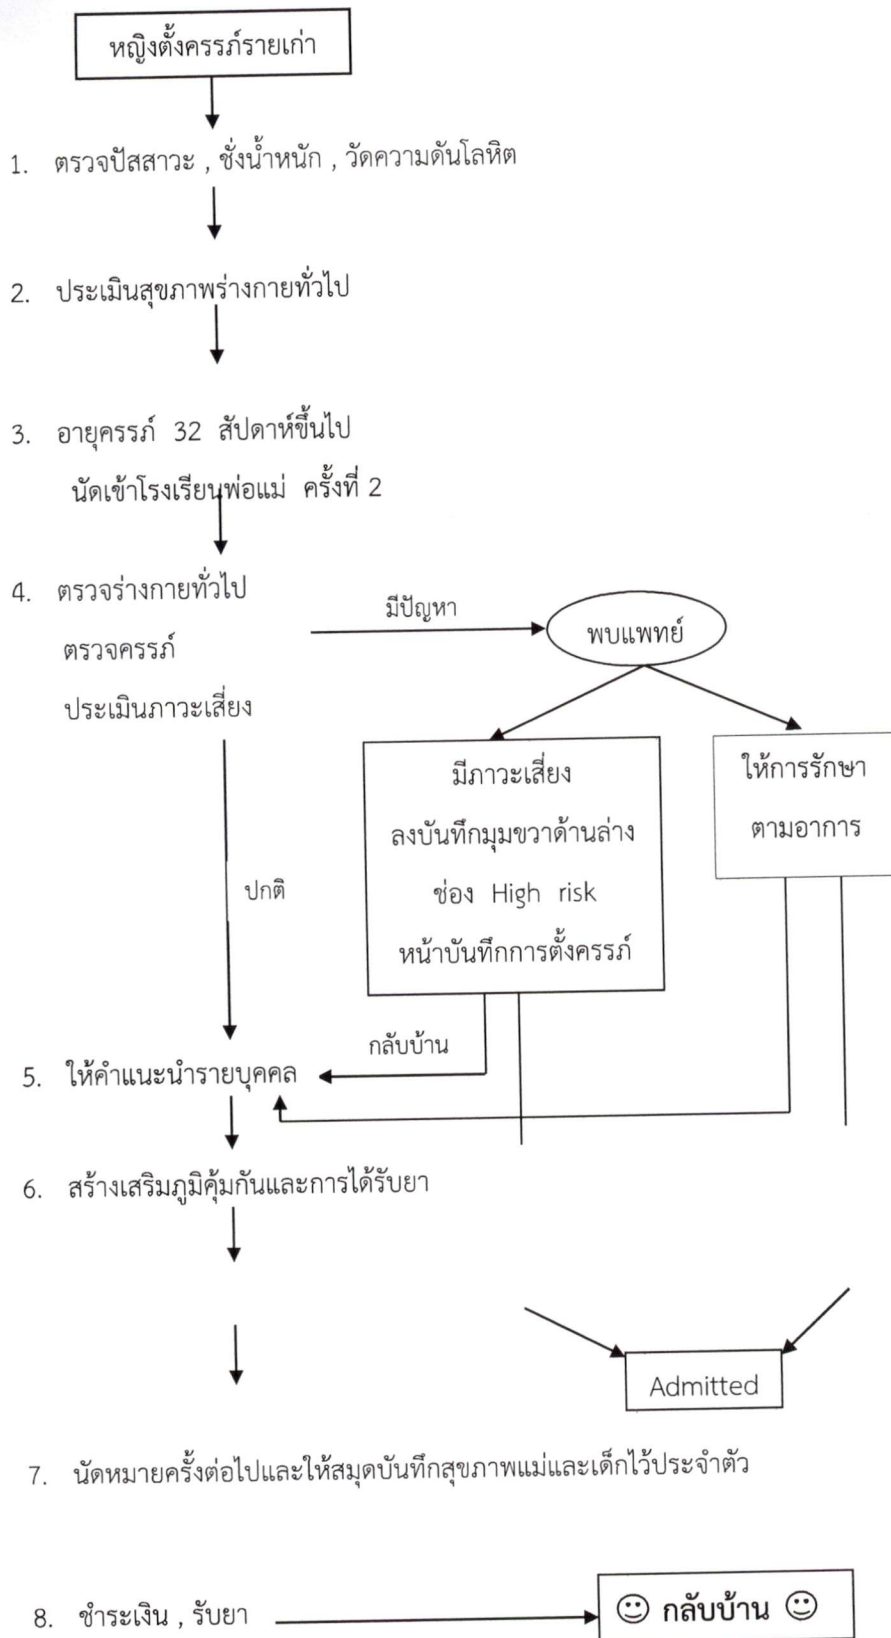 หญิงตั้งครรภ์รายเก่า
1. ตรวจปัสสาวะ , ชั่งน้ำหนัก , วัดความดันโลหิต
2. ประเมินสุขภาพร่างกายทั่วไป
3. อายุครรภ์ 32 สัปดาห์ขึ้นไป
นัดเข้าโรงเรียนพ่อแม่ ครั้งที่ 2
4. ตรวจร่างกายทั่วไป
ตรวจครรภ์
ประเมินภาวะเสี่ยง
มีปัญหา
พบแพทย์
มีภาวะเสี่ยง
ลงบันทึกมุมขวาด้านล่าง
ช่อง High risk
หน้าบันทึกการตั้งครรภ์
ให้การรักษา
ตามอาการ
ปกติ
กลับบ้าน
5. ให้คำแนะนำรายบุคคล
6. สร้างเสริมภูมิคุ้มกันและการได้รับยา
Admitted
7. นัดหมายครั้งต่อไปและให้สมุดบันทึกสุขภาพแม่และเด็กไว้ประจำตัว
8. ชำระเงิน , รับยา
☺ กลับบ้าน ☺